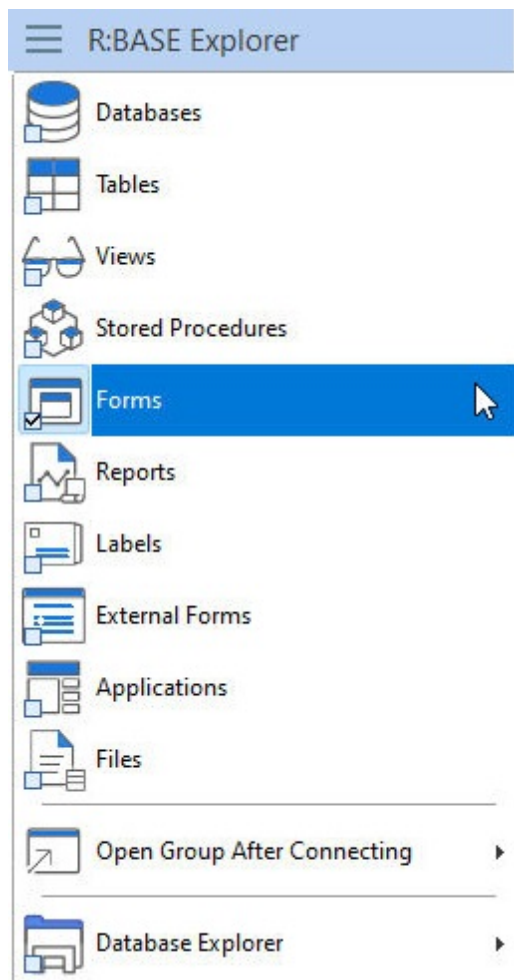 R:BASE Explorer
Databases
Tables
Views
Stored Procedures
Forms
Reports
Labels
External Forms
Applications
Files
Open Group After Connecting
Database Explorer